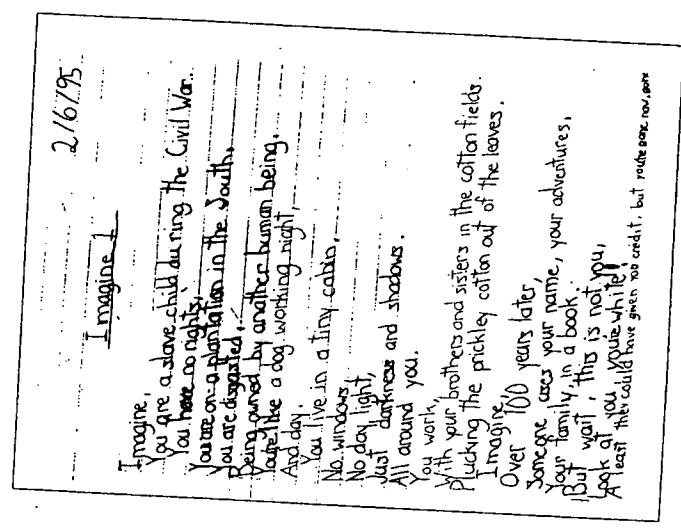 2/6/95
Imagine I
Imagine,
You are a slave child during the Civil War.
You have no rights,
You are on a plantation in the South,
You are disgusted,
Being owned by another human being,
You're like a dog working night,
And day.
You live in a tiny cabin,
No windows,
No day light,
Just darkness and shadows.
All around you.
You work,
With your brothers and sisters in the cotton fields.
Plucking the prickley cotton out of the leaves.
Imagine,
Over 100 years later,
Someone uses your name, your adventures,
Your family, in a book.
But wait, this is not you,
Look at you, you're white!
At least they could have given you credit, but you're gone now, gone